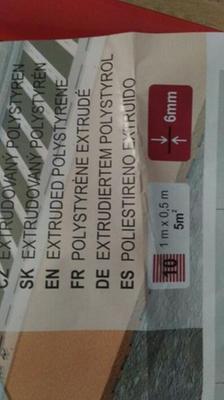 CZ EXTRUDOVANÝ POLYSTYREN
SK EXTRUDOVANÝ POLYSTYRÉN
EN EXTRUDED POLYSTYRENE
FR POLYSTYRÈNE EXTRUDÉ
DE EXTRUDIERTEM POLYSTYROL
ES POLIESTIRENO EXTRUIDO
6mm
10
1 m x 0,5 m
5m²